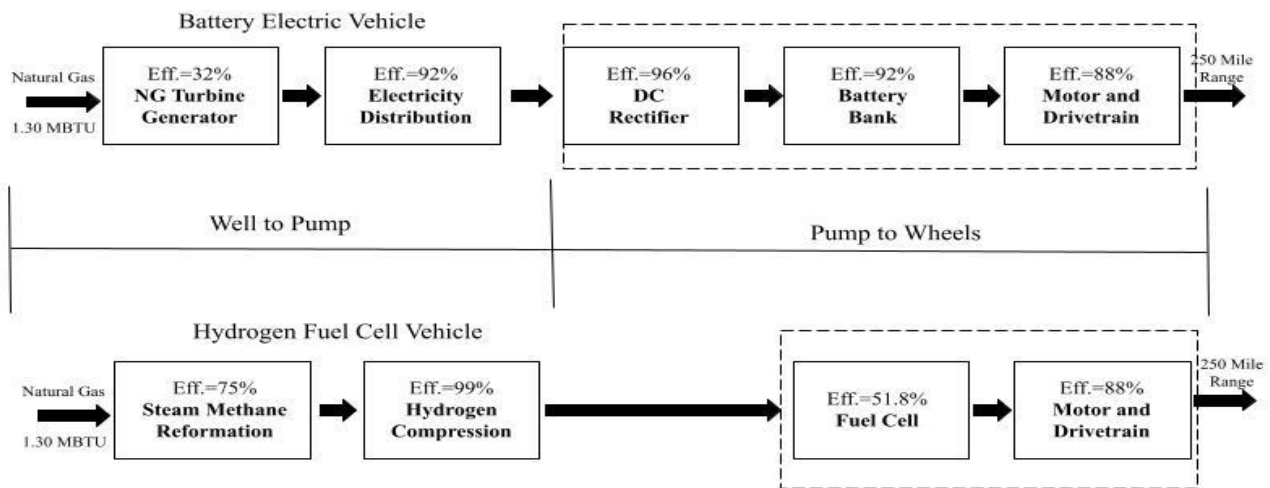 Battery Electric Vehicle
Natural Gas
1.30 MBTU
Eff.=32%
NG Turbine
Generator
Eff.=92%
Electricity
Distribution
Eff.=96%
DC
Rectifier
Eff.=92%
Battery
Bank
Eff.=88%
Motor and
Drivetrain
250 Mile
Range
Well to Pump
Pump to Wheels
Hydrogen Fuel Cell Vehicle
Natural Gas
1.30 MBTU
Eff.=75%
Steam Methane
Reformation
Eff.=99%
Hydrogen
Compression
Eff.=51.8%
Fuel Cell
Eff.=88%
Motor and
Drivetrain
250 Mile
Range